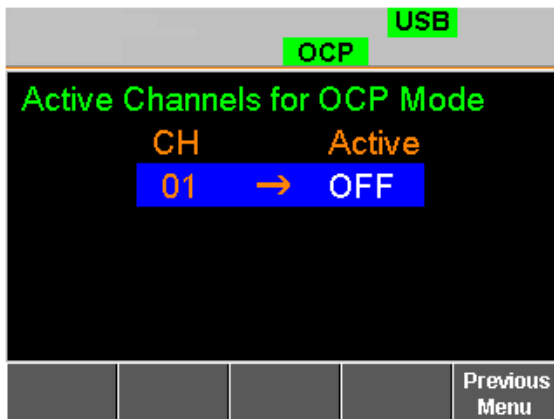 USB
OCP
Active Channels for OCP Mode
CH Active
01 → OFF
Previous
Menu